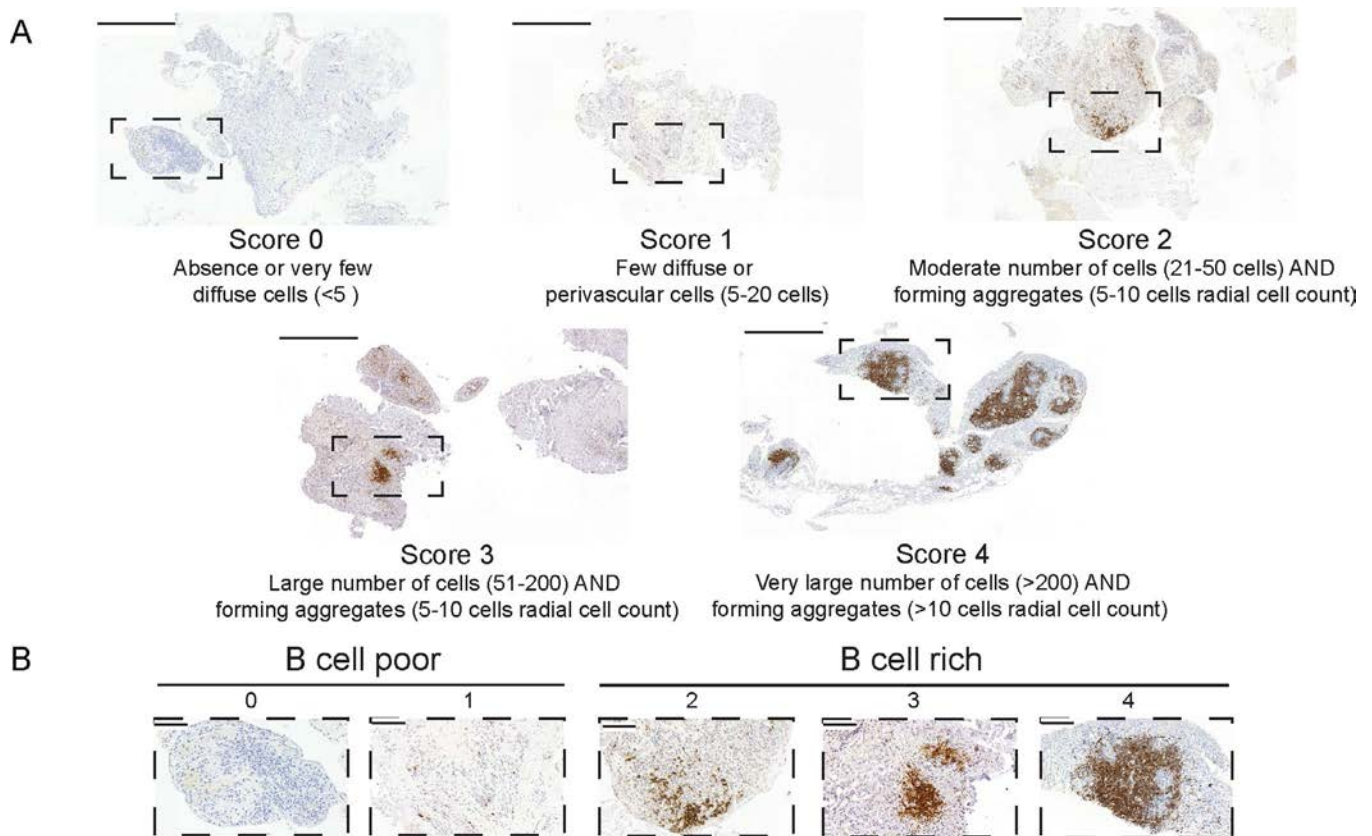 A
Score 0
Absence or very few
diffuse cells (<5 )
Score 1
Few diffuse or
perivascular cells (5-20 cells)
Score 2
Moderate number of cells (21-50 cells) AND
forming aggregates (5-10 cells radial cell count)
Score 3
Large number of cells (51-200) AND
forming aggregates (5-10 cells radial cell count)
Score 4
Very large number of cells (>200) AND
forming aggregates (>10 cells radial cell count)
B
B cell poor
B cell rich
0
1
2
3
4